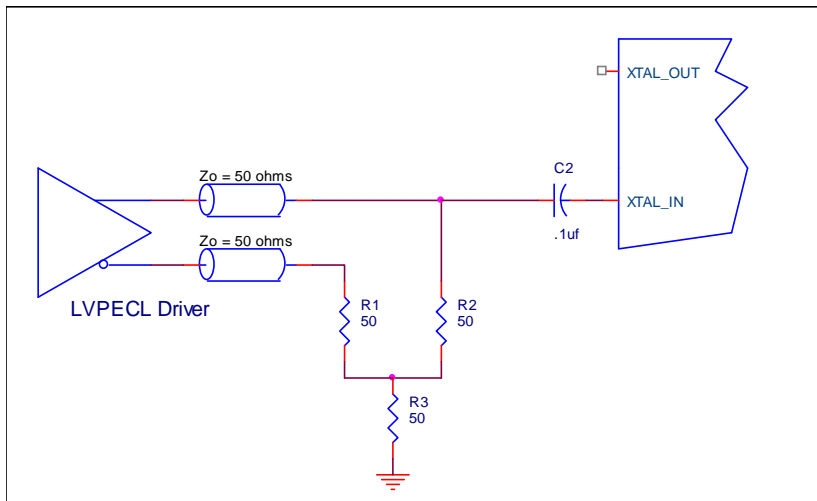 XTAL_OUT
Zo = 50 ohms
C2
XTAL_IN
.1uf
Zo = 50 ohms
LVPECL Driver
R1
50
R2
50
R3
50